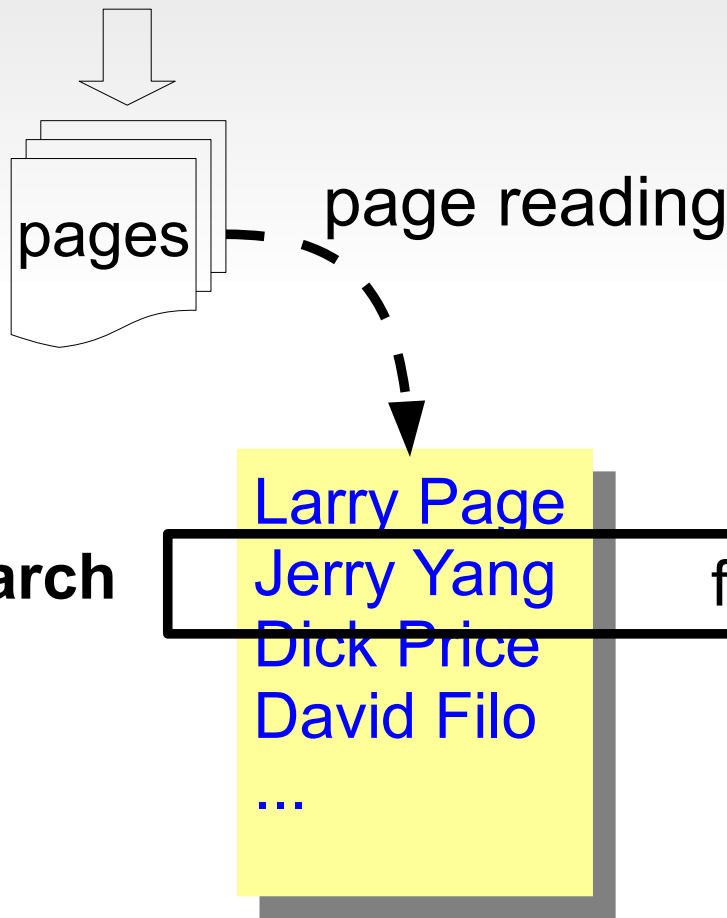 page reading
pages
Larry Page
arch Jerry Yang f
Dick Price
David Filo
...